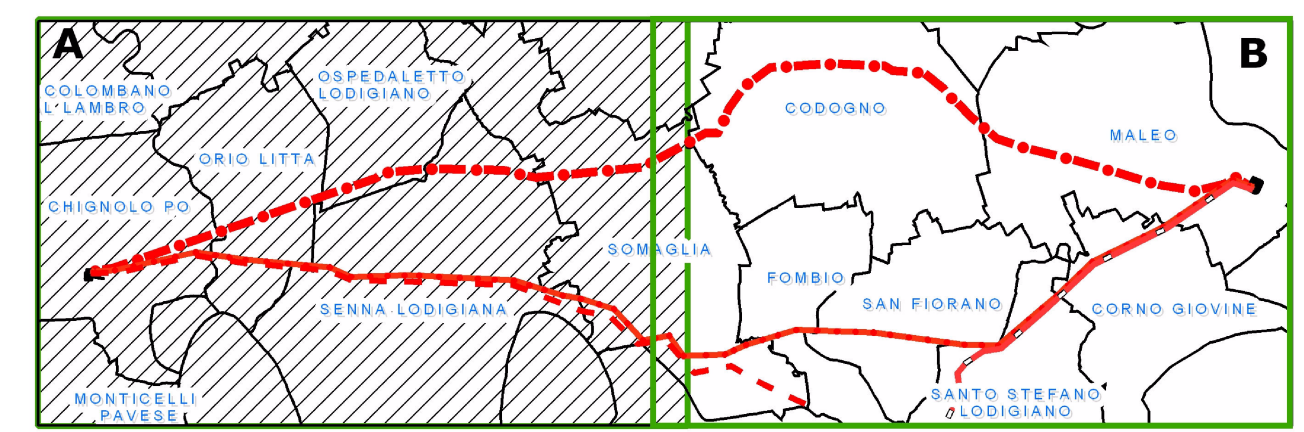 A
B
OSPEDALETTO
LODIGIANO
COLOMBANO
L'LAMBRO
CODOGNO
MALEO
ORIO LITTA
CHIGNOLO PO
SOMAGLIA
FOMBIO
SAN FIORANO
CORNO GIOVINE
SENNA LODIGIANA
MONTICELLI
PAVESE
SANTO STEFANO
LODIGIANO